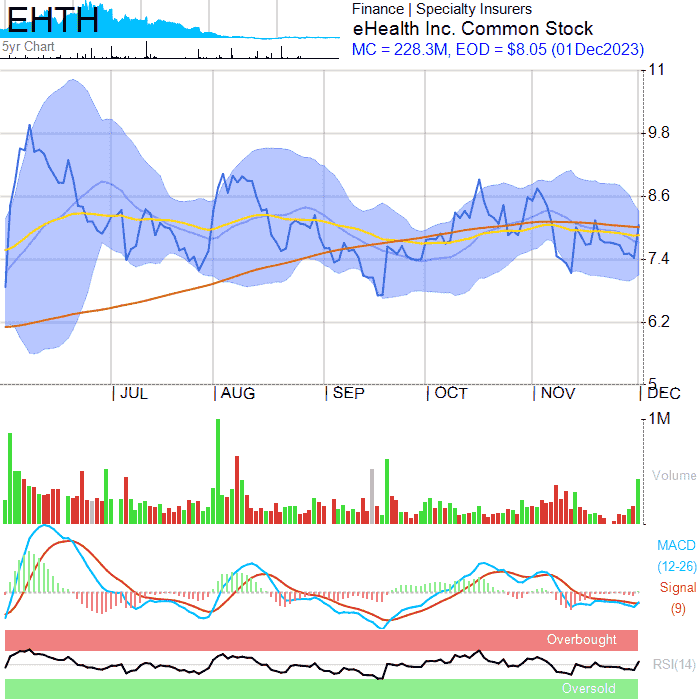 EHTH
5yr Chart
Finance | Specialty Insurers
eHealth Inc. Common Stock
MC = 228.3M, EOD = $8.05 (01Dec2023)
11
9.8
8.6
7.4
6.2
5
JUL AUG SEP OCT NOV DEC
1M
Volume
MACD
(12-26)
Signal
(9)
Overbought
RSI(14)
Oversold